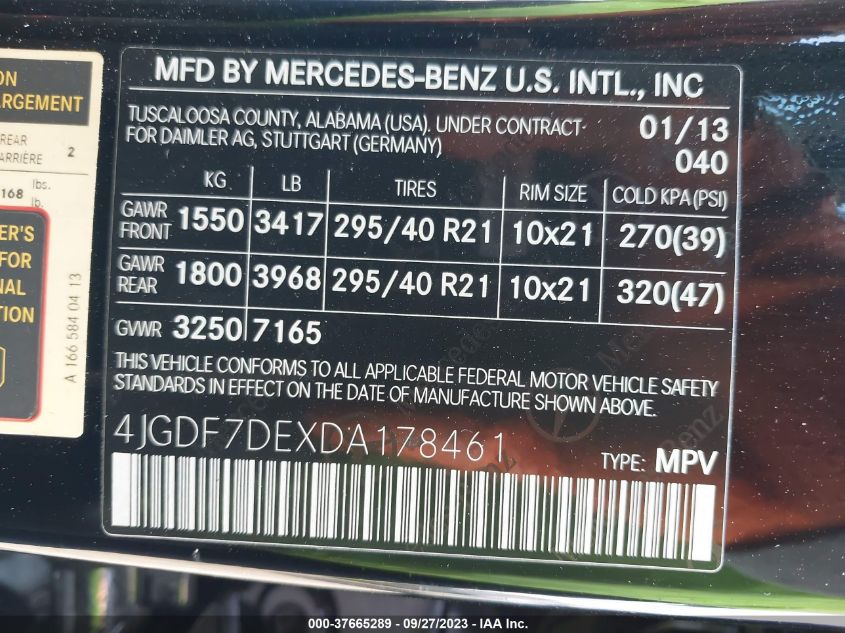 ON
ARGEMENT
REAR
ARRIÈRE 2
168 lbs.
lb.
ER'S
FOR
NAL
TION
A 166 584 04 13
MFD BY MERCEDES-BENZ U.S. INTL., INC
TUSCALOOSA COUNTY, ALABAMA (USA). UNDER CONTRACT
FOR DAIMLER AG, STUTTGART (GERMANY)
01/13
040
KG LB TIRES RIM SIZE COLD KPA(PSI)
GAWR FRONT 1550 3417 295/40 R21 10x21 270(39)
GAWR REAR 1800 3968 295/40 R21 10x21 320(47)
GVWR 3250 7165
THIS VEHICLE CONFORMS TO ALL APPLICABLE FEDERAL MOTOR VEHICLE SAFETY
STANDARDS IN EFFECT ON THE DATE OF MANUFACTURE SHOWN ABOVE.
4JGDF7DEXDA178461
TYPE: MPV
000-37665289 - 09/27/2023 - © IAA Inc.